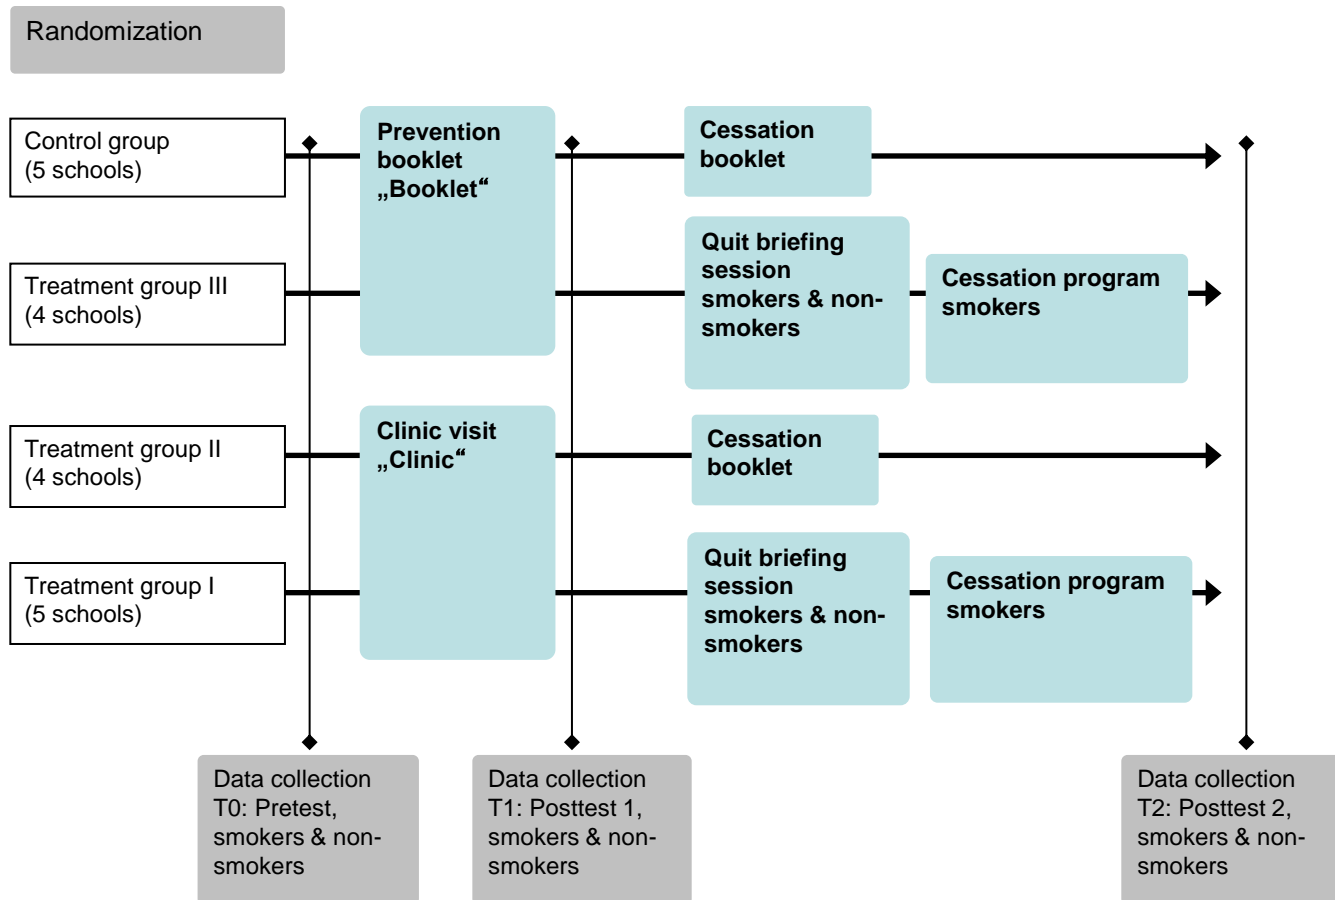 Randomization
Control group
(5 schools)
Prevention
booklet
„Booklet“
Cessation
booklet
Treatment group III
(4 schools)
Quit briefing
session
smokers & non-
smokers
Cessation program
smokers
Treatment group II
(4 schools)
Clinic visit
„Clinic“
Cessation
booklet
Treatment group I
(5 schools)
Quit briefing
session
smokers & non-
smokers
Cessation program
smokers
Data collection
T0: Pretest,
smokers & non-
smokers
Data collection
T1: Posttest 1,
smokers & non-
smokers
Data collection
T2: Posttest 2,
smokers & non-
smokers